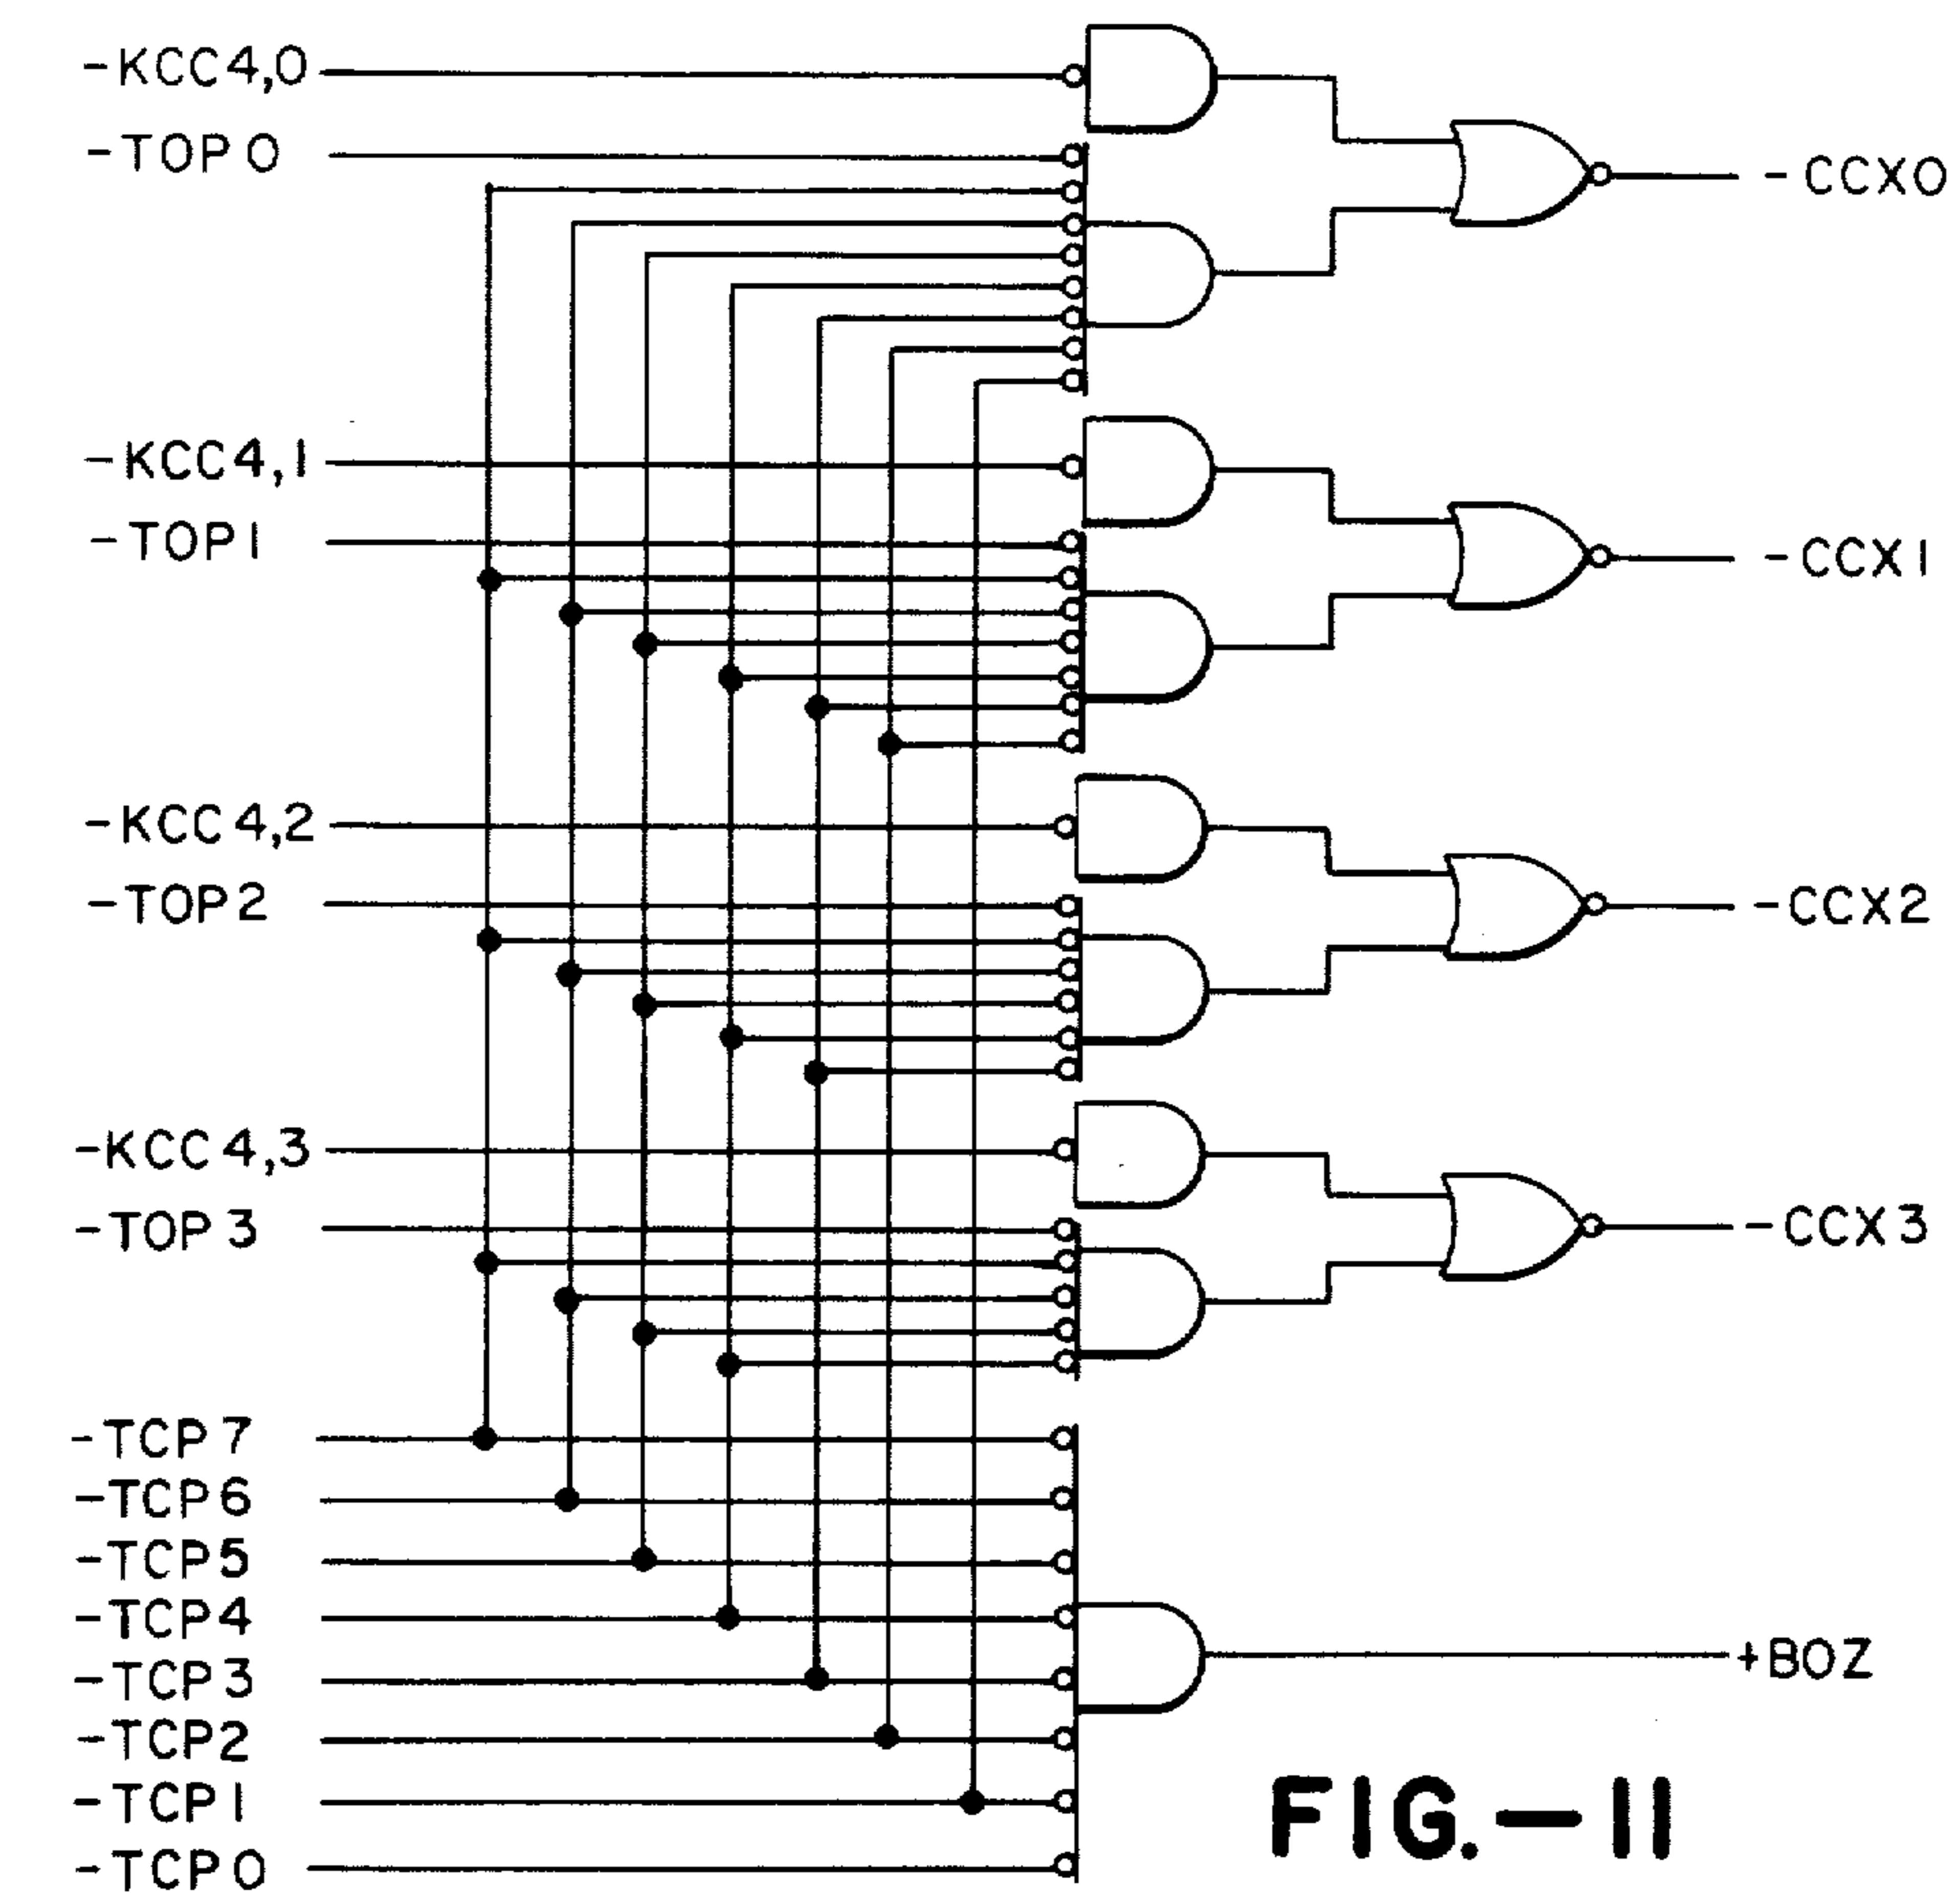 -KCC4,0
-TOP0
-CCX0
-KCC4,1
-TOP1
-CCX1
-KCC4,2
-TOP2
-CCX2
-KCC4,3
-TOP3
-CCX3
-TCP7
-TCP6
-TCP5
-TCP4
-TCP3
+BOZ
-TCP2
-TCP1
-TCP0
FIG.-11